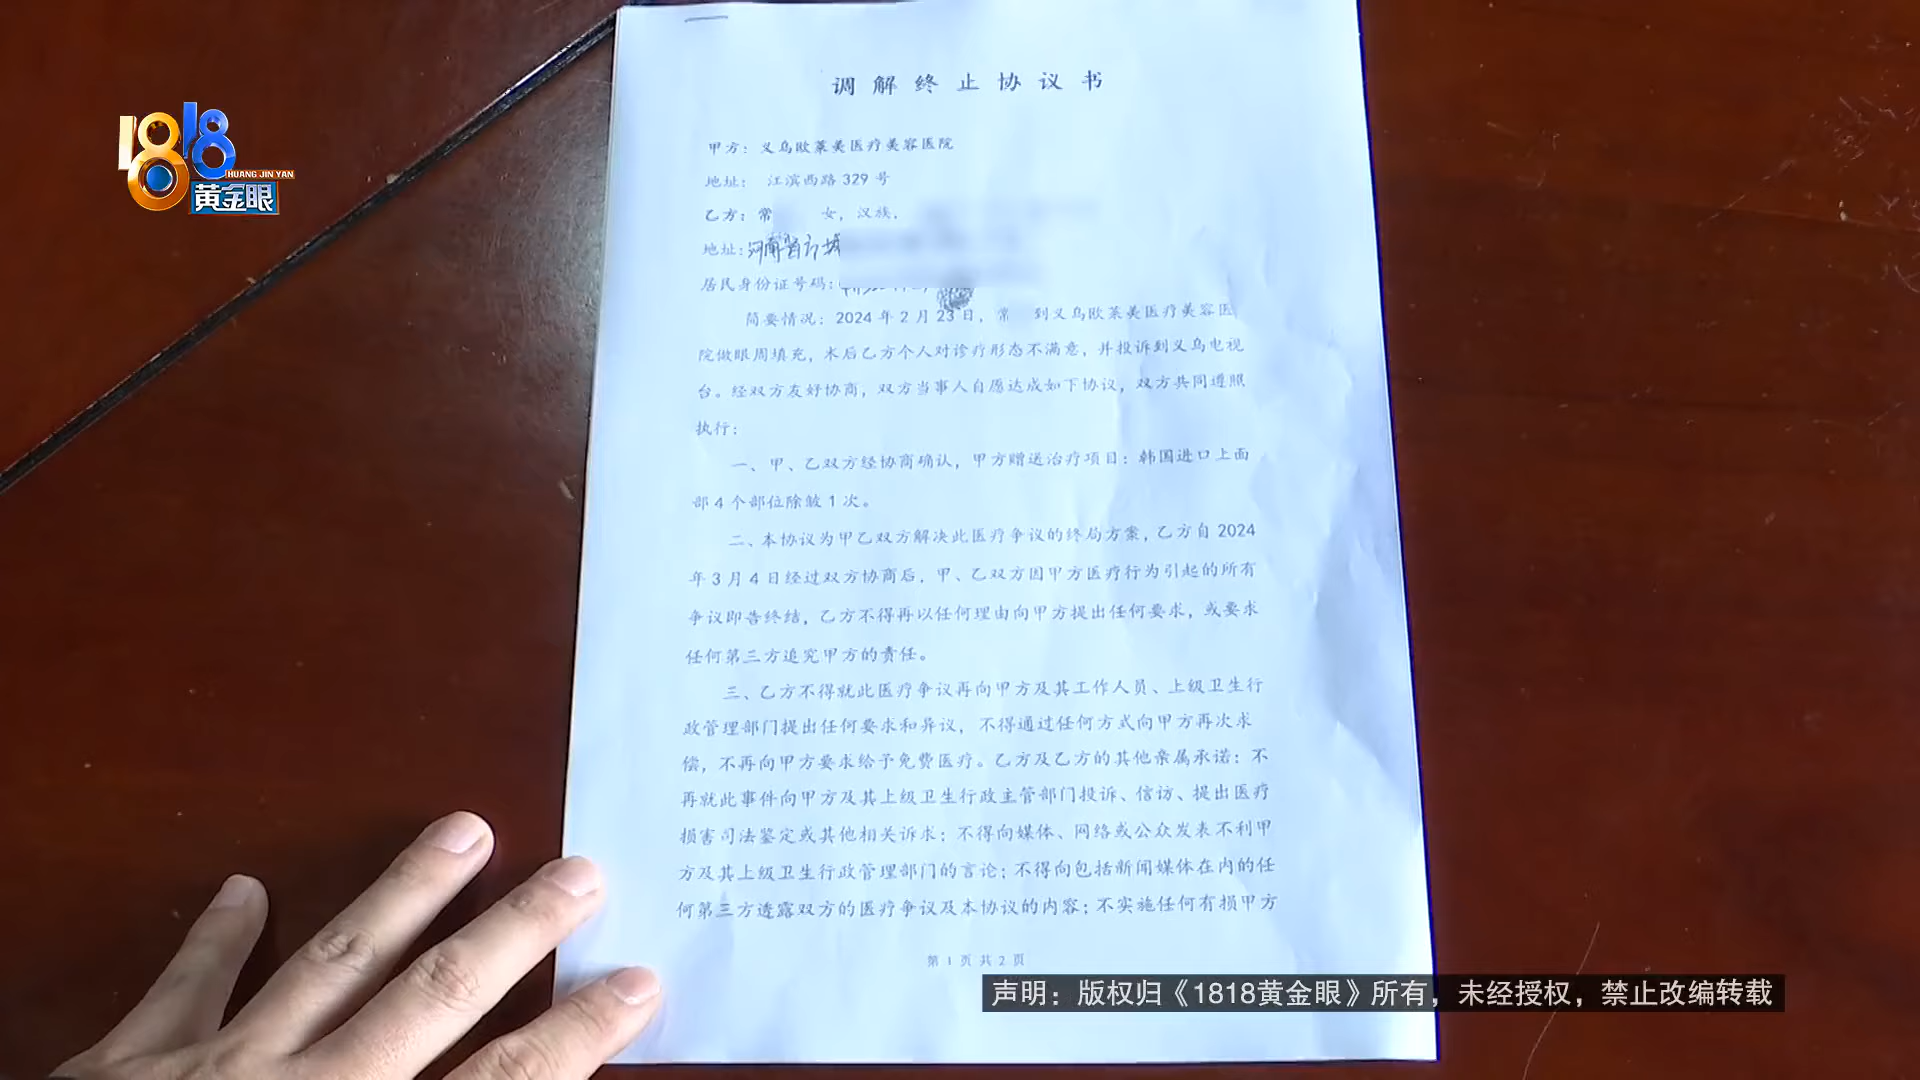 1818
HUANG JIN YAN
黄金眼
调解终止协议书
甲方：义乌欧莱美医疗美容医院
地址： 江滨西路 329 号
乙方：常 女，汉族，
地址：河南省
居民身份证号码：
简要情况：2024 年 2 月 23 日，常 到义乌欧莱美医疗美容医
院做眼周填充，术后乙方个人对诊疗形态不满意，并投诉到义乌电视
台。经双方友好协商，双方当事人自愿达成如下协议，双方共同遵照
执行：
一、甲、乙双方经协商确认，甲方赠送治疗项目：韩国进口上面
部 4 个部位除皱 1 次。
二、本协议为甲乙双方解决此医疗争议的终局方案，乙方自 2024
年 3 月 4 日经过双方协商后，甲、乙双方因甲方医疗行为引起的所有
争议即告终结，乙方不得再以任何理由向甲方提出任何要求，或要求
任何第三方追究甲方的责任。
三、乙方不得就此医疗争议再向甲方及其工作人员、上级卫生行
政管理部门提出任何要求和异议，不得通过任何方式向甲方再次求
偿，不再向甲方要求给予免费医疗。乙方及乙方的其他亲属承诺：不
再就此事件向甲方及其上级卫生行政主管部门投诉、信访、提出医疗
损害司法鉴定或其他相关诉求；不得向媒体、网络或公众发表不利甲
方及其上级卫生行政管理部门的言论；不得向包括新闻媒体在内的任
何第三方透露双方的医疗争议及本协议的内容；不实施任何有损甲方
第 1 页 共 2 页
声明：版权归《1818黄金眼》所有，未经授权，禁止改编转载